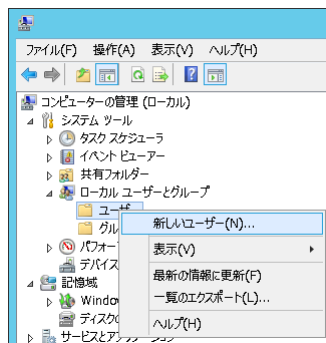 ファイル(F) 操作(A) 表示(V) ヘルプ(H)
コンピューターの管理 (ローカル)
システム ツール
タスク スケジューラ
イベント ビューアー
共有フォルダー
ローカル ユーザーとグループ
ユーザー
新しいユーザー(N)...
グル
パフォー
表示(V)
デバイス
記憶域
最新の情報に更新(F)
Windo
一覧のエクスポート(L)...
ディスク
ヘルプ(H)
サービスとアプリケーション